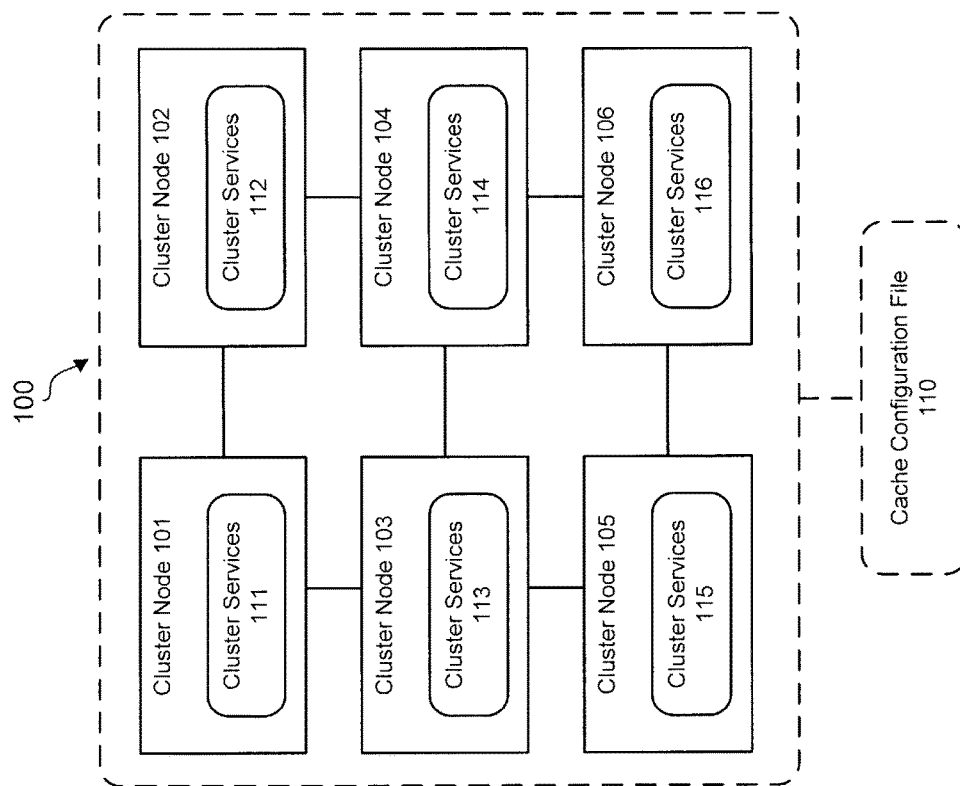 100
Cluster Node 101
Cluster Services
111
Cluster Node 102
Cluster Services
112
Cluster Node 103
Cluster Services
113
Cluster Node 104
Cluster Services
114
Cluster Node 105
Cluster Services
115
Cluster Node 106
Cluster Services
116
Cache Configuration File
110